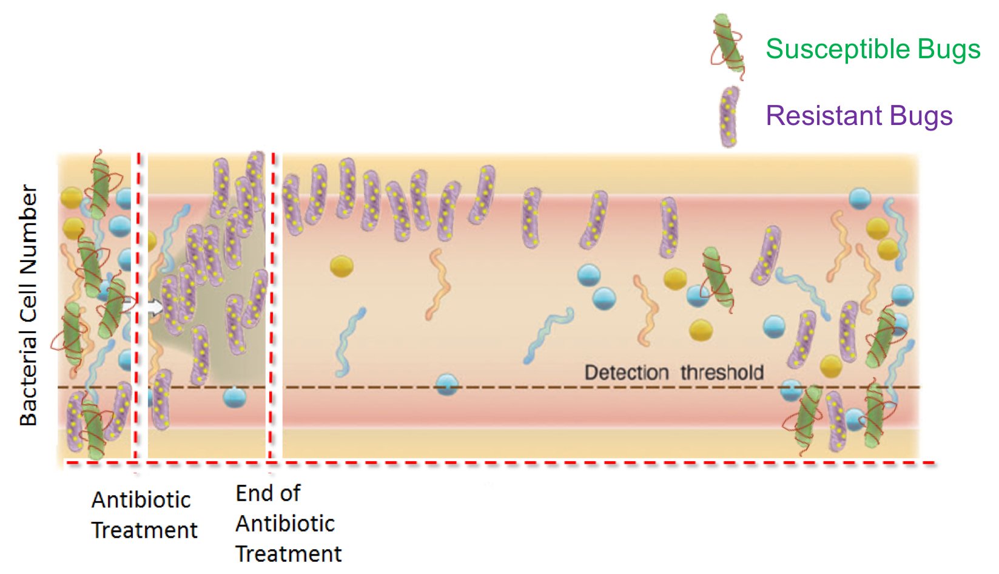 Susceptible Bugs
Resistant Bugs
Bacterial Cell Number
Detection threshold
Antibiotic
Treatment
End of
Antibiotic
Treatment